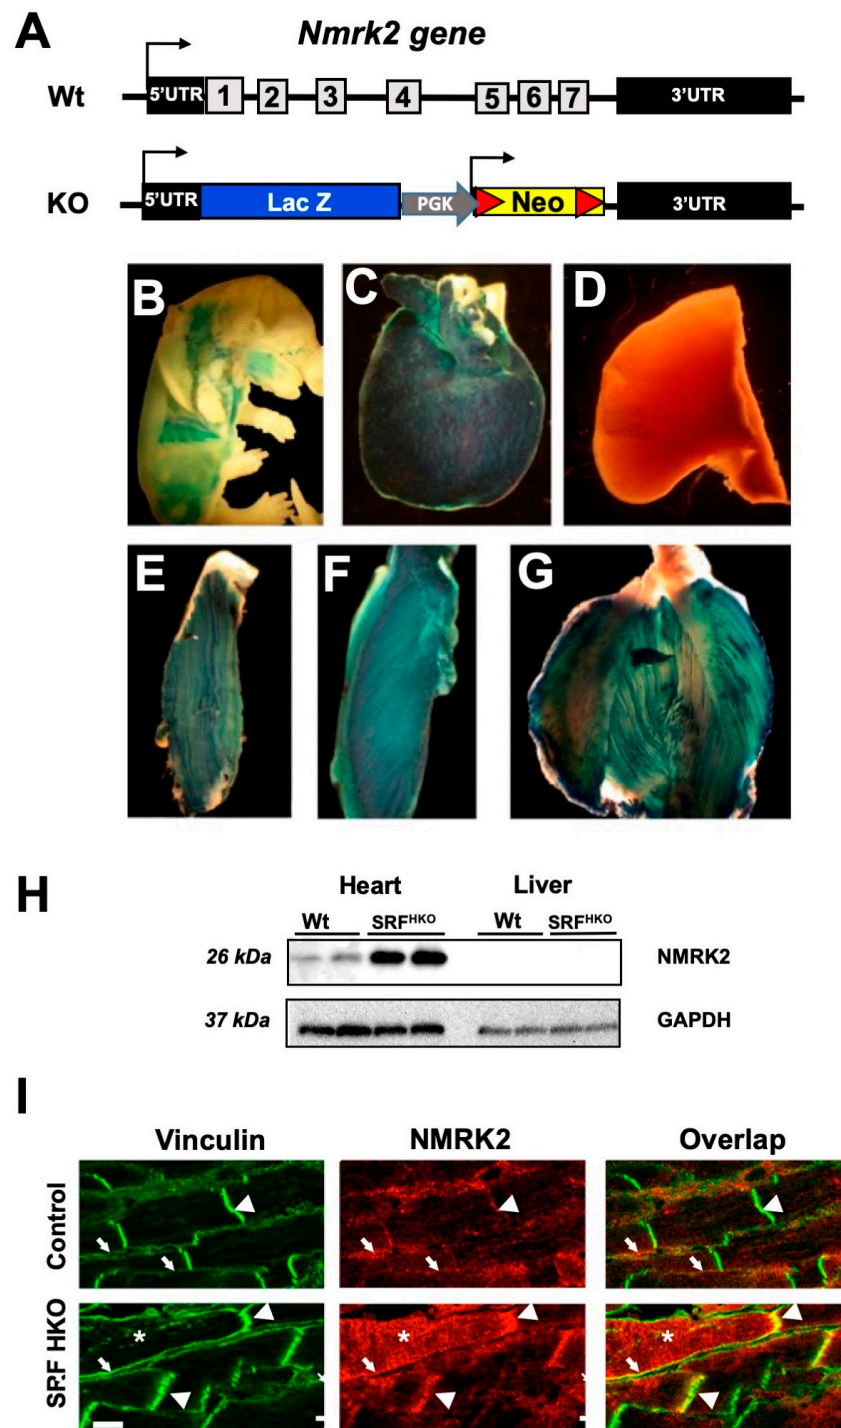 A
Nmrk2 gene
Wt
5'UTR 1 2 3 4 5 6 7 3'UTR
KO
5'UTR Lac Z PGK Neo 3'UTR
B C D
E F G
H
Heart Liver
Wt SRFHKO Wt SRFHKO
26 kDa NMRK2
37 kDa GAPDH
I
Vinculin NMRK2 Overlap
Control
SRF HKO
* * *